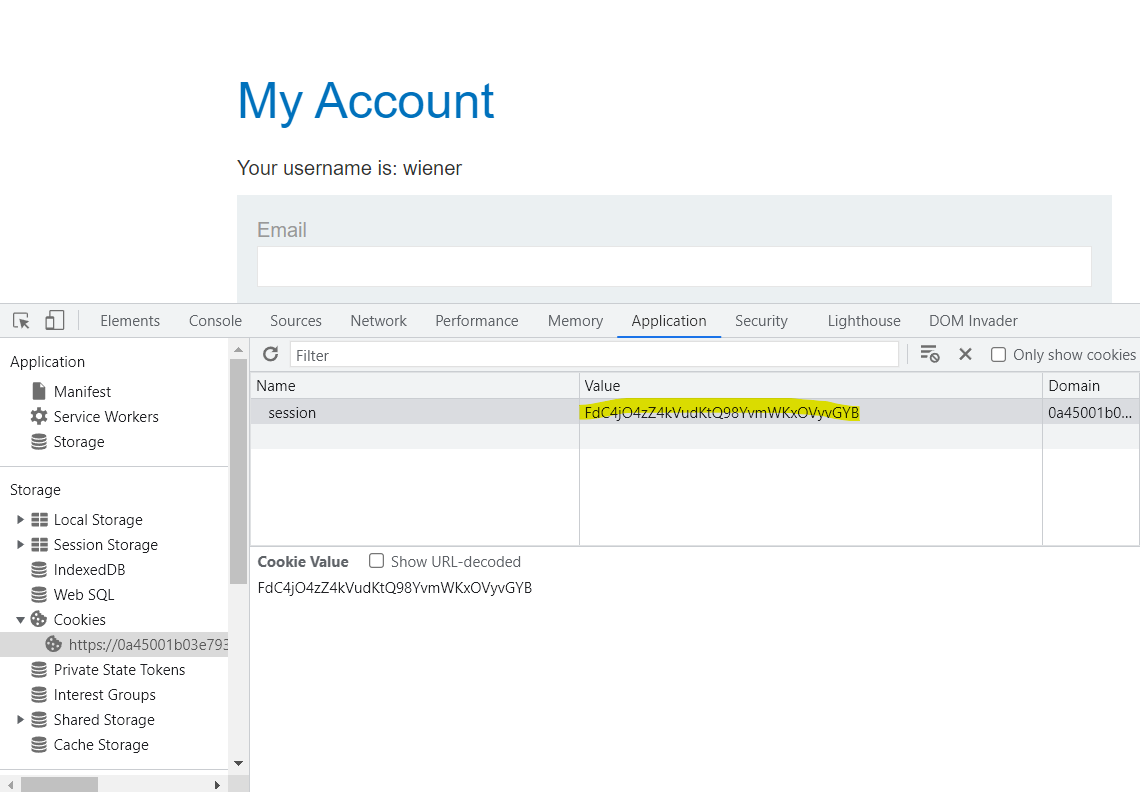 My Account
Your username is: wiener
Email
Elements Console Sources Network Performance Memory Application Security Lighthouse DOM Invader
Application
Manifest
Service Workers
Storage
Storage
Local Storage
Session Storage
IndexedDB
Web SQL
Cookies
https://0a45001b03e793
Private State Tokens
Interest Groups
Shared Storage
Cache Storage
Filter Only show cookies
Name Value Domain
session FdC4jO4zZ4kVudKtQ98YvmWKxOVyvGYB 0a45001b0...
Cookie Value Show URL-decoded
FdC4jO4zZ4kVudKtQ98YvmWKxOVyvGYB